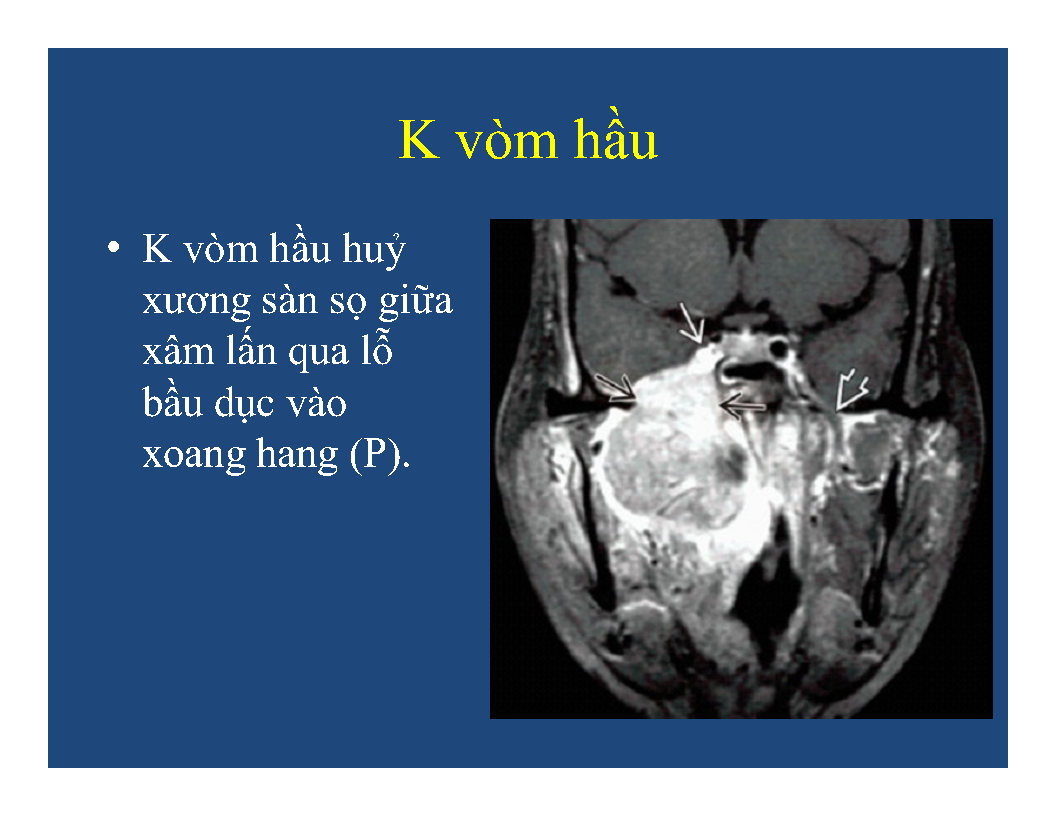 K vòm hầu
• K vòm hầu huỷ
xương sàn sọ giữa
xâm lấn qua lỗ
bầu dục vào
xoang hang (P).